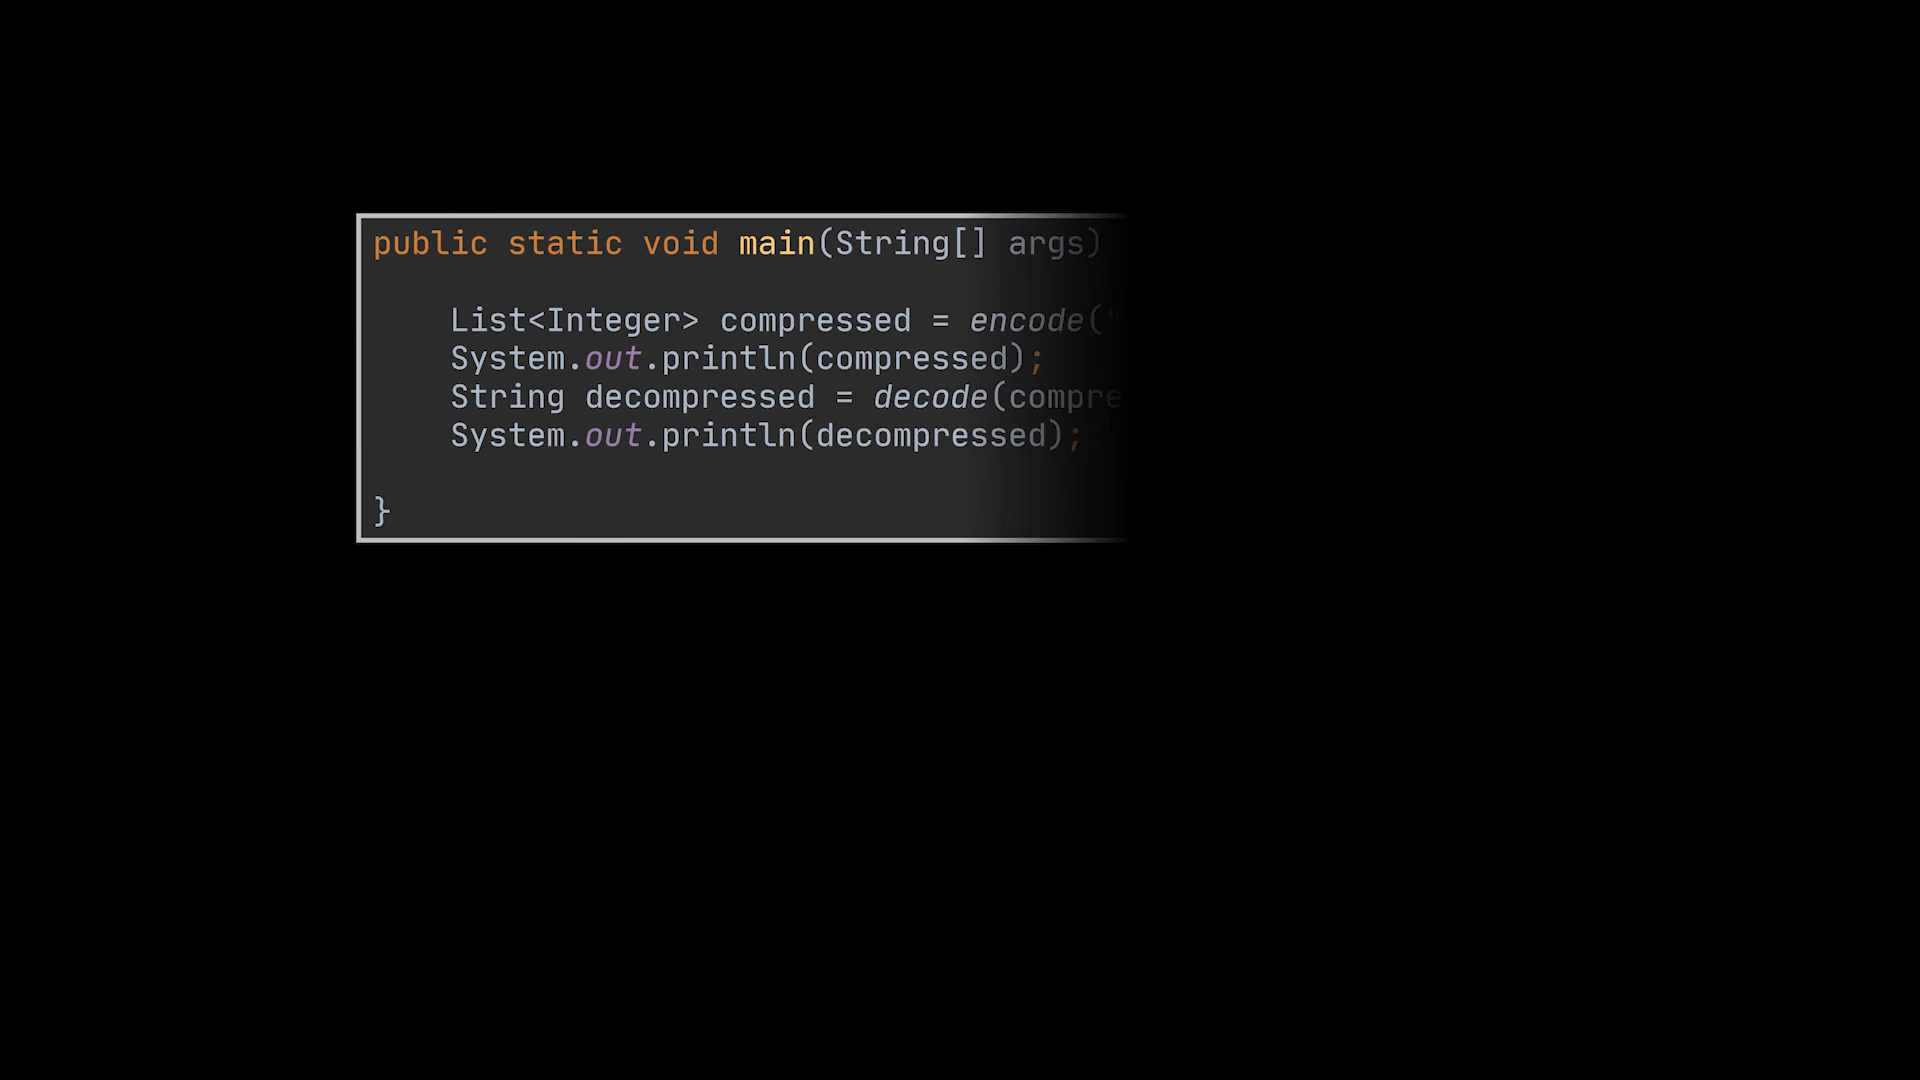 public static void main(String[] args)
List<Integer> compressed = encode("
System.out.println(compressed);
String decompressed = decode(compre
System.out.println(decompressed);
}